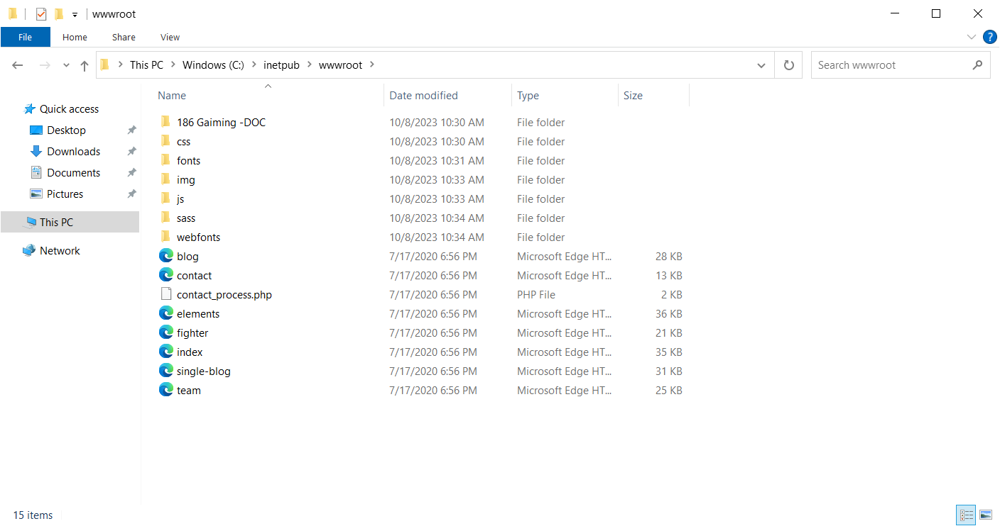 wwwroot
File Home Share View
This PC Windows (C:) inetpub wwwroot
Search wwwroot
Quick access
Desktop
Downloads
Documents
Pictures
This PC
Network
Name Date modified Type Size
186 Gaiming -DOC 10/8/2023 10:30 AM File folder
css 10/8/2023 10:30 AM File folder
fonts 10/8/2023 10:31 AM File folder
img 10/8/2023 10:33 AM File folder
js 10/8/2023 10:33 AM File folder
sass 10/8/2023 10:34 AM File folder
webfonts 10/8/2023 10:34 AM File folder
blog 7/17/2020 6:56 PM Microsoft Edge HT... 28 KB
contact 7/17/2020 6:56 PM Microsoft Edge HT... 13 KB
contact_process.php 7/17/2020 6:56 PM PHP File 2 KB
elements 7/17/2020 6:56 PM Microsoft Edge HT... 36 KB
fighter 7/17/2020 6:56 PM Microsoft Edge HT... 21 KB
index 7/17/2020 6:56 PM Microsoft Edge HT... 35 KB
single-blog 7/17/2020 6:56 PM Microsoft Edge HT... 31 KB
team 7/17/2020 6:56 PM Microsoft Edge HT... 25 KB
15 items